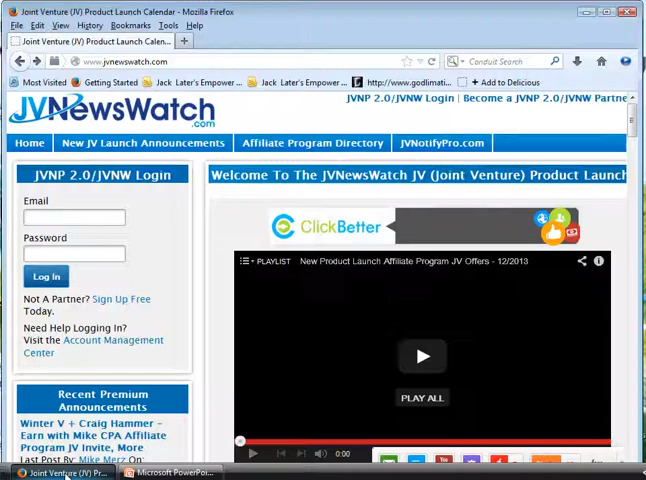 Joint Venture (JV) Product Launch Calendar - Mozilla Firefox
File Edit View History Bookmarks Tools Help
Joint Venture (JV) Product Launch Calen...
www.jvnewswatch.com
Conduit Search
Most Visited Getting Started Jack Later's Empower ... Jack Later's Empower ... http://www.godlimati... Add to Delicious
JVNewsWatch
.com
JVNP 2.0/JVNW Login | Become a JVNP 2.0/JVNW Partne
Home New JV Launch Announcements Affiliate Program Directory JVNotifyPro.com
JVNP 2.0/JVNW Login
Email
Password
Log In
Not A Partner? Sign Up Free
Today.
Need Help Logging In?
Visit the Account Management
Center
Recent Premium
Announcements
Winter V + Craig Hammer –
Earn with Mike CPA Affiliate
Program JV Invite, More
Last Post By: Mike Merz
Welcome To The JVNewsWatch JV (Joint Venture) Product Launch
ClickBetter
PLAYLIST New Product Launch Affiliate Program JV Offers - 12/2013
PLAY ALL
0:00
Joint Venture (JV) Pr...
Microsoft PowerPoi...